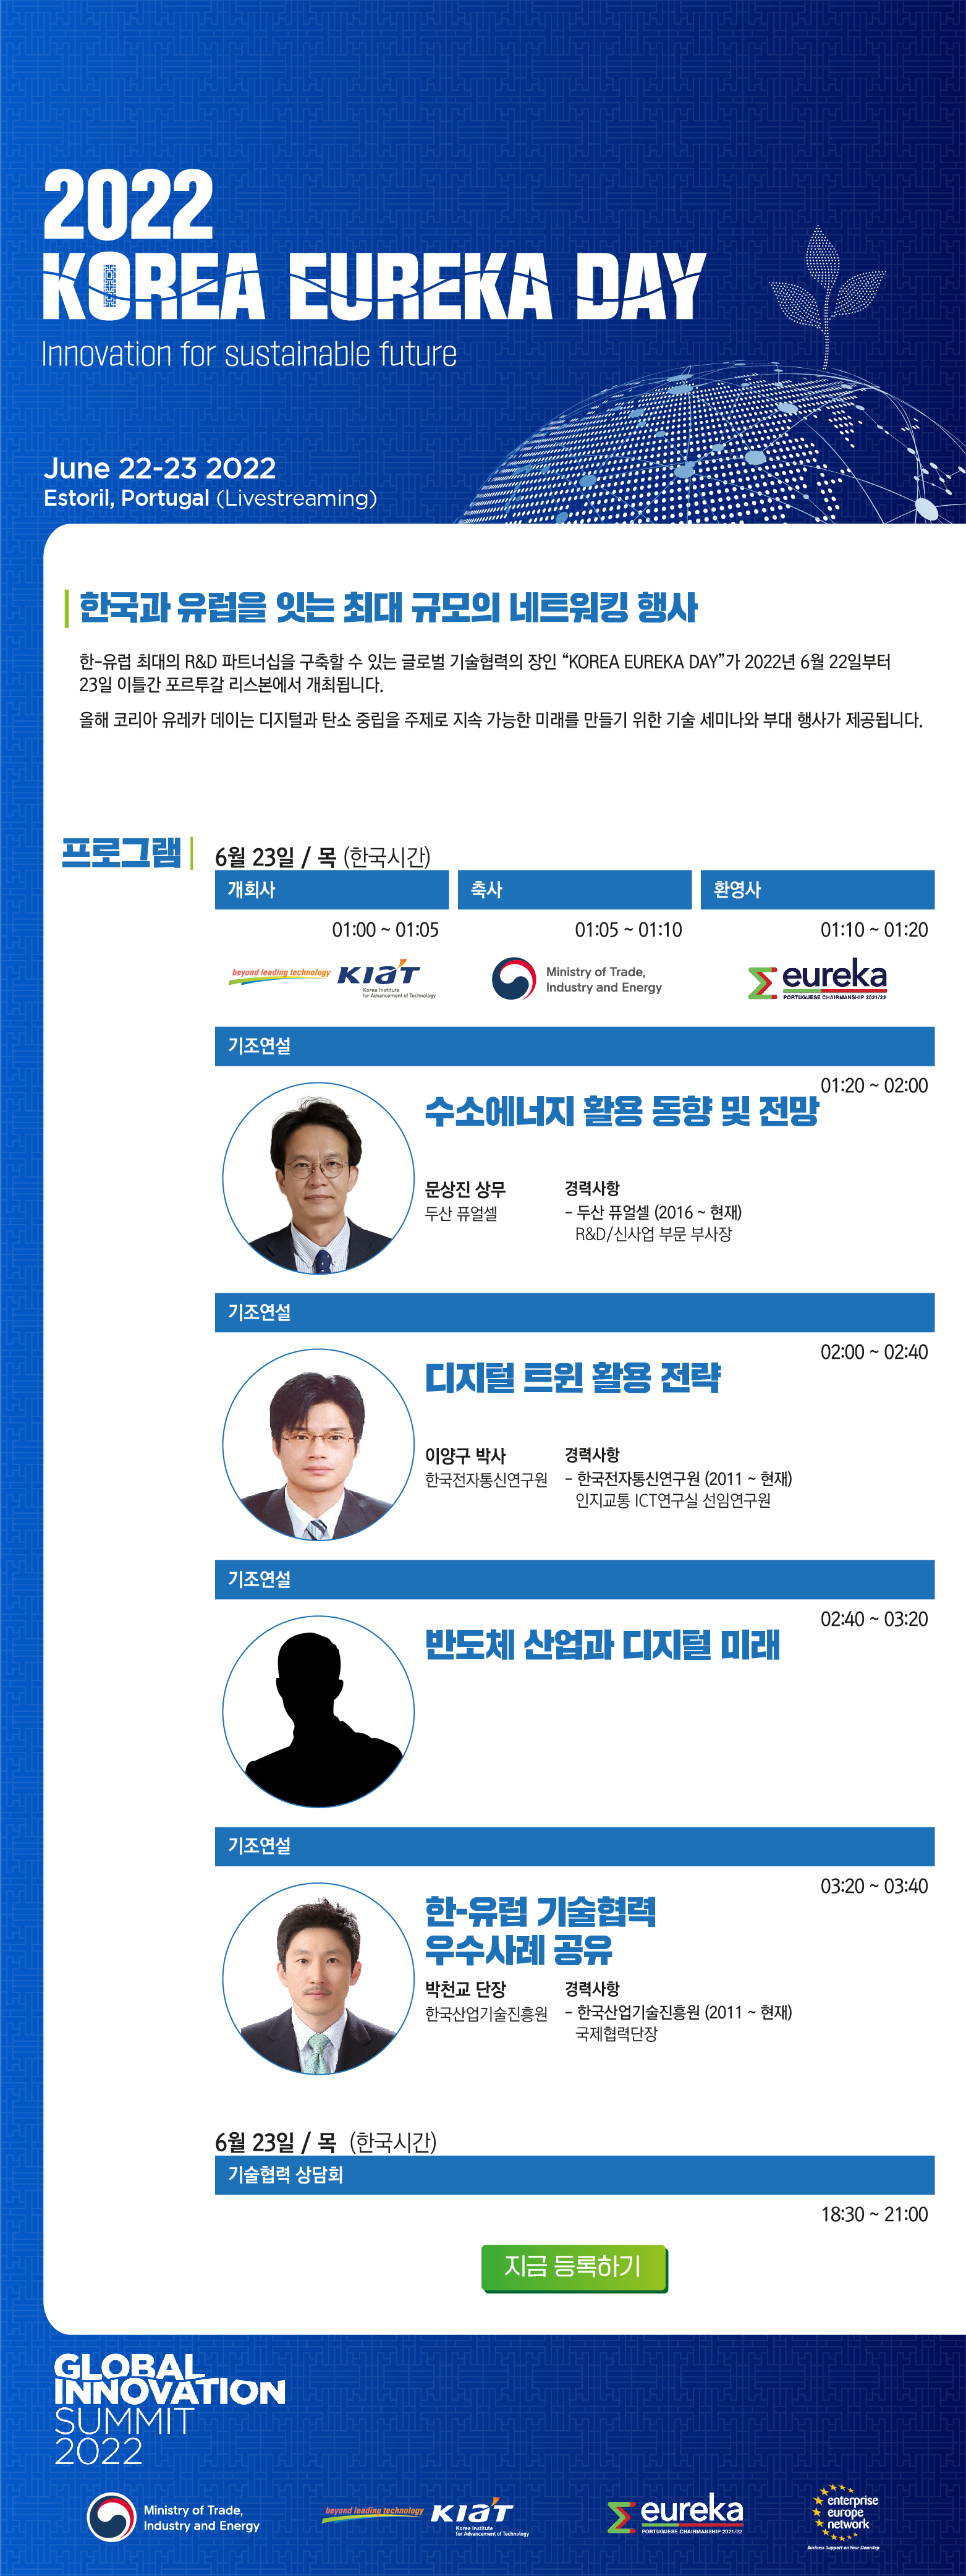 2022
KOREA EUREKA DAY
Innovation for sustainable future
June 22-23 2022
Estoril, Portugal (Livestreaming)
한국과 유럽을 잇는 최대 규모의 네트워킹 행사
한-유럽 최대의 R&D 파트너십을 구축할 수 있는 글로벌 기술협력의 장인 “KOREA EUREKA DAY”가 2022년 6월 22일부터
23일 이틀간 포르투갈 리스본에서 개최됩니다.
올해 코리아 유레카 데이는 디지털과 탄소 중립을 주제로 지속 가능한 미래를 만들기 위한 기술 세미나와 부대 행사가 제공됩니다.
프로그램
6월 23일 / 목 (한국시간)
개회사 축사 환영사
01:00 ~ 01:05 01:05 ~ 01:10 01:10 ~ 01:20
beyond leading technology KIAT
Korea Institute
for Advancement of Technology
Ministry of Trade,
Industry and Energy
eureka
PORTUGUESE CHAIRMANSHIP 2021/22
기조연설
01:20 ~ 02:00
수소에너지 활용 동향 및 전망
문상진 상무
두산 퓨얼셀
경력사항
- 두산 퓨얼셀 (2016 ~ 현재)
R&D/신사업 부문 부사장
기조연설
02:00 ~ 02:40
디지털 트윈 활용 전략
이양구 박사
한국전자통신연구원
경력사항
- 한국전자통신연구원 (2011 ~ 현재)
인지교통 ICT연구실 선임연구원
기조연설
02:40 ~ 03:20
반도체 산업과 디지털 미래
기조연설
03:20 ~ 03:40
한-유럽 기술협력
우수사례 공유
박천교 단장
한국산업기술진흥원
경력사항
- 한국산업기술진흥원 (2011 ~ 현재)
국제협력단장
6월 23일 / 목 (한국시간)
기술협력 상담회
18:30 ~ 21:00
지금 등록하기
GLOBAL
INNOVATION
SUMMIT
2022
Ministry of Trade,
Industry and Energy
beyond leading technology KIAT
Korea Institute
for Advancement of Technology
eureka
PORTUGUESE CHAIRMANSHIP 2021/22
enterprise
europe
network
Business Support on Your Doorstep